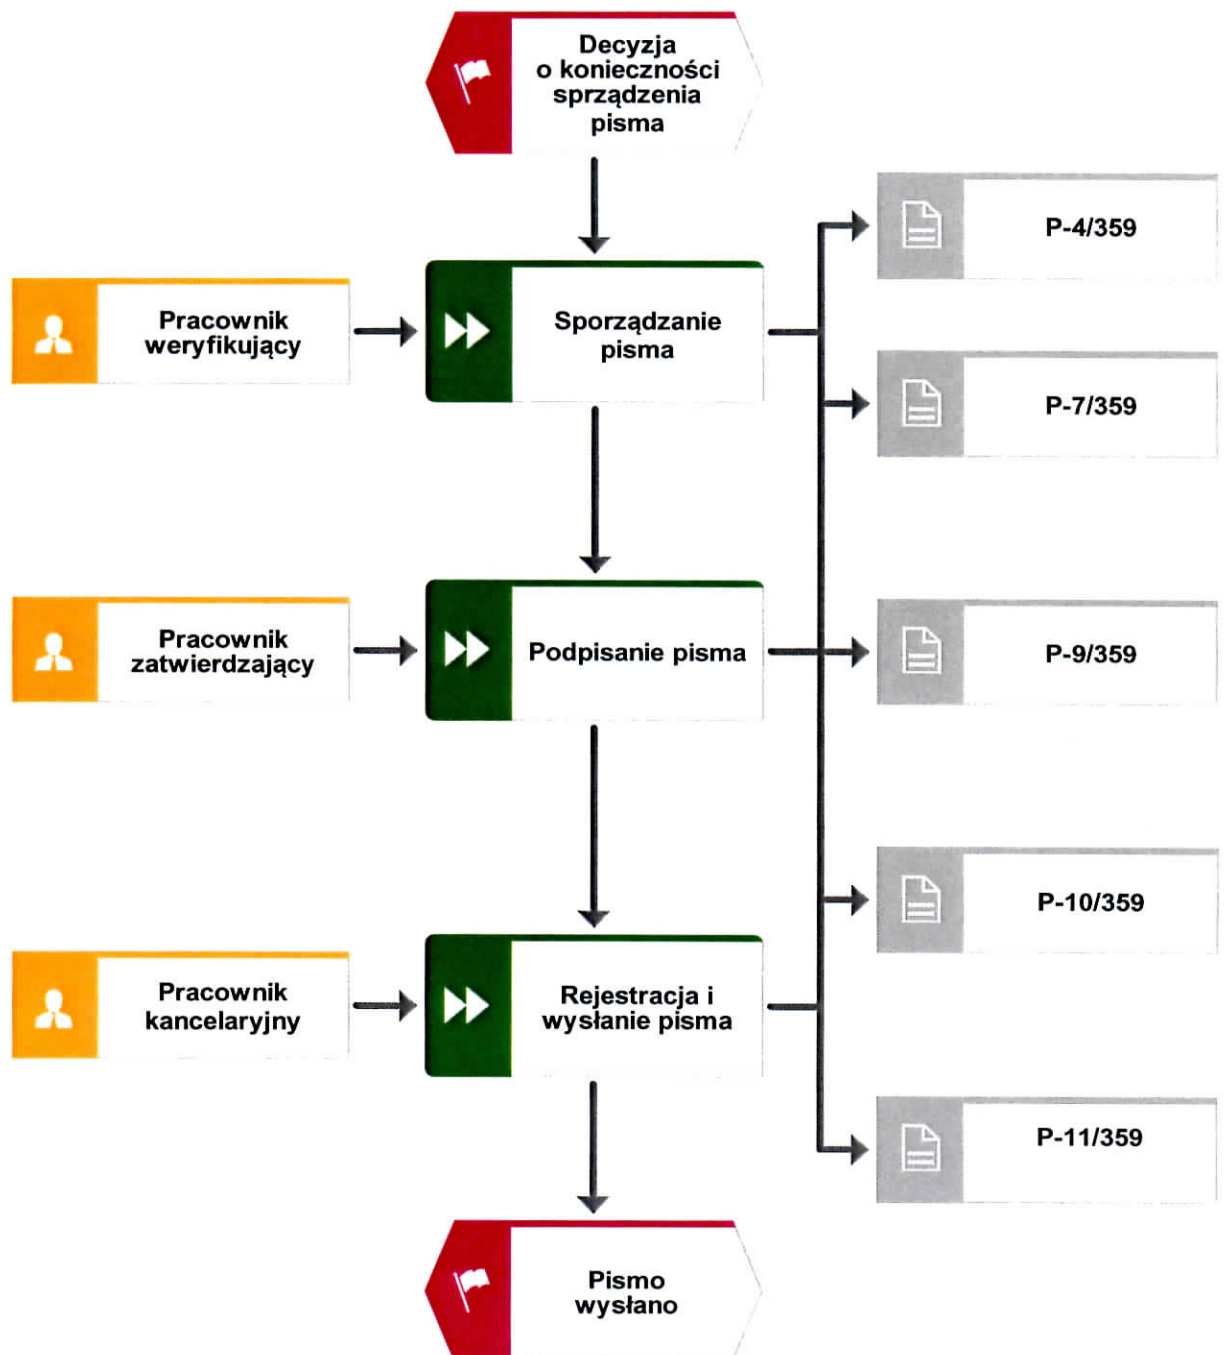 Decyzja
o konieczności
sprządzenia
pisma
P-4/359
Pracownik
weryfikujący
Sporządzanie
pisma
P-7/359
Pracownik
zatwierdzający
Podpisanie pisma
P-9/359
P-10/359
Pracownik
kancelaryjny
Rejestracja i
wysłanie pisma
P-11/359
Pismo
wysłano